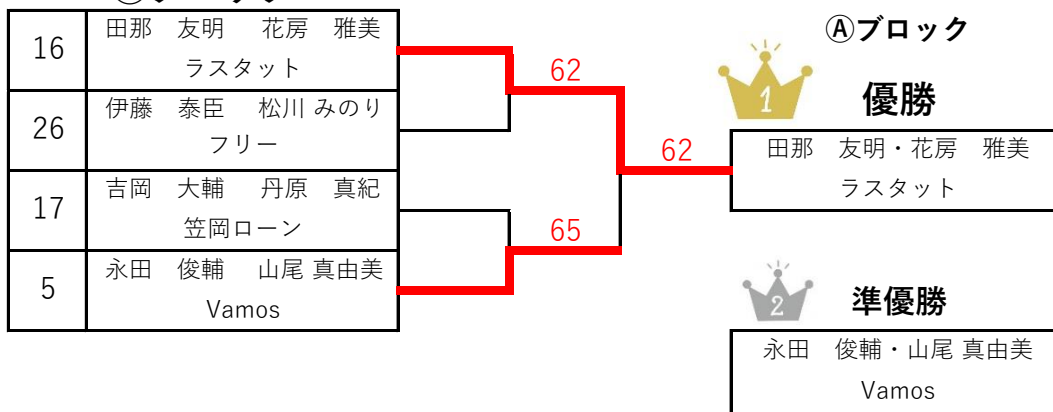 16
田那　友明　花房　雅美
ラスタット
26
伊藤　泰臣　松川 みのり
フリー
17
吉岡　大輔　丹原　真紀
笠岡ローン
5
永田　俊輔　山尾 真由美
Vamos
62
65
62
Ⓐブロック
1
優勝
田那　友明・花房　雅美
ラスタット
2
準優勝
永田　俊輔・山尾 真由美
Vamos